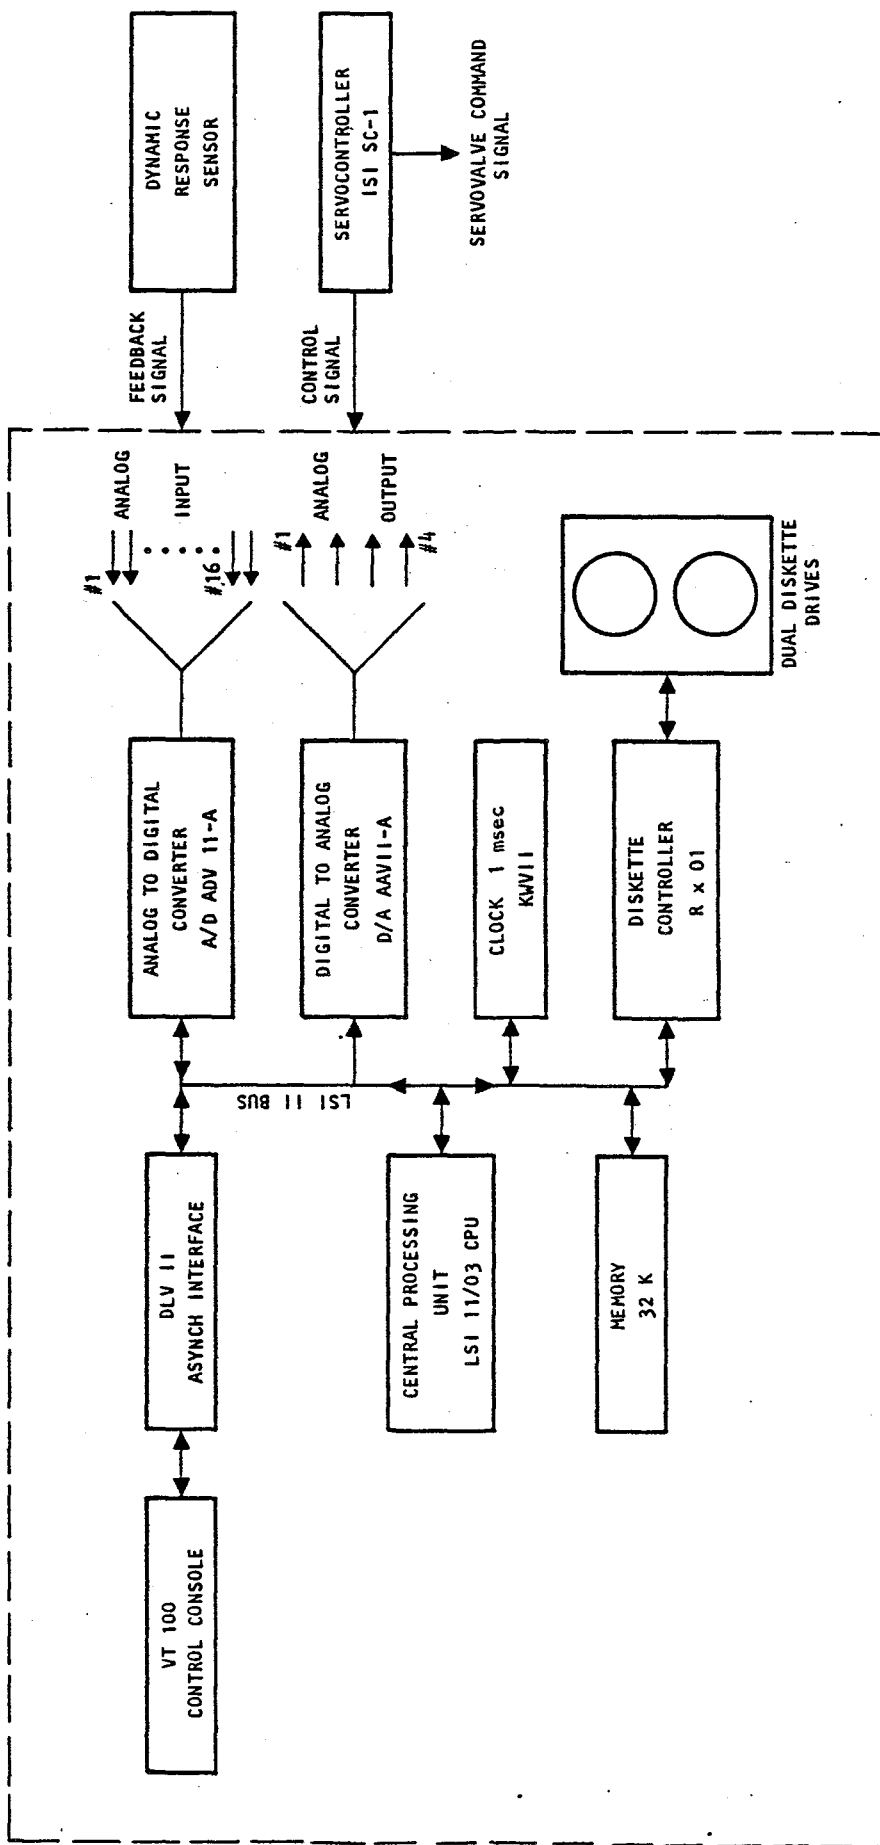 VT 100
CONTROL CONSOLE
DLV 11
ASYNCH INTERFACE
CENTRAL PROCESSING
UNIT
LSI 11/03 CPU
MEMORY
32 K
LSI 11 BUS
ANALOG TO DIGITAL
CONVERTER
A/D ADV 11-A
DIGITAL TO ANALOG
CONVERTER
D/A AAV11-A
CLOCK 1 msec
KWV11
DISKETTE
CONTROLLER
R x 01
DUAL DISKETTE
DRIVES
#1
ANALOG
INPUT
#16
#1
ANALOG
OUTPUT
#4
FEEDBACK
SIGNAL
CONTROL
SIGNAL
DYNAMIC
RESPONSE
SENSOR
SERVOCONTROLLER
ISI SC-1
SERVOVALVE COMMAND
SIGNAL